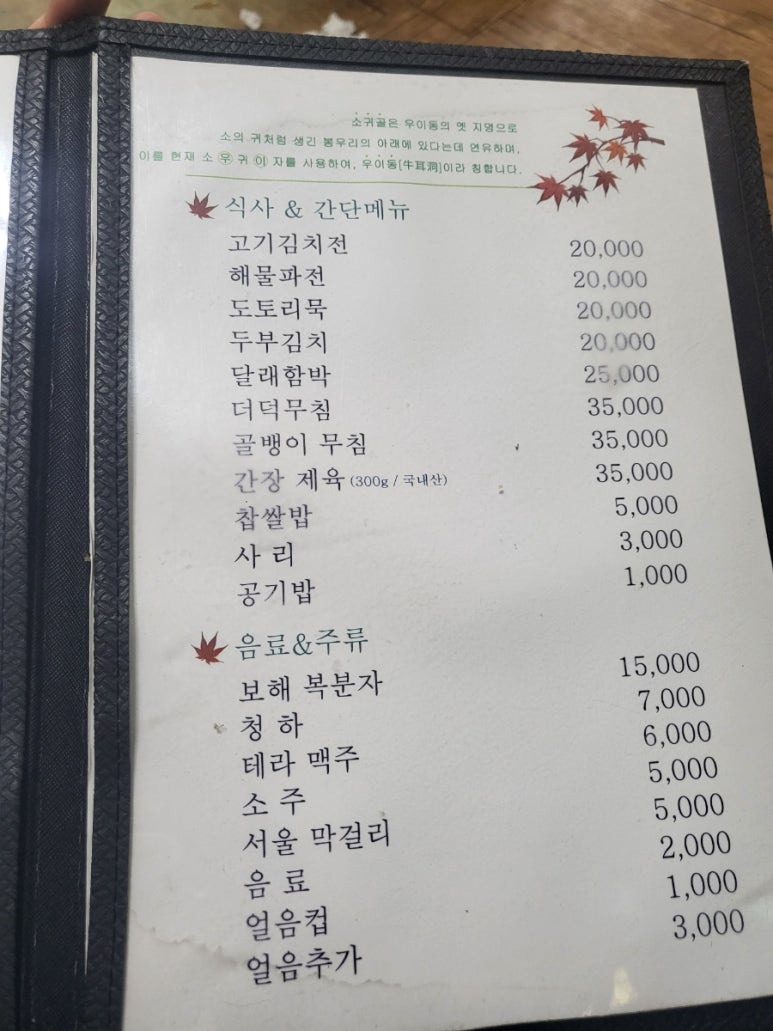 소귀골은 우이동의 옛 지명으로
소의 귀처럼 생긴 봉우리의 아래에 있다는데 연유하며,
이를 현재 소 우 귀 이 자를 사용하여, 우이동[牛耳洞]이라 칭합니다.
식사 & 간단메뉴
고기김치전 20,000
해물파전 20,000
도토리묵 20,000
두부김치 20,000
달래함박 25,000
더덕무침 35,000
골뱅이 무침 35,000
간장 제육 (300g / 국내산) 35,000
찹쌀밥 5,000
사 리 3,000
공기밥 1,000
음료&주류
보해 복분자 15,000
청 하 7,000
테라 맥주 6,000
소 주 5,000
서울 막걸리 5,000
음 료 2,000
얼음컵 1,000
얼음추가 3,000